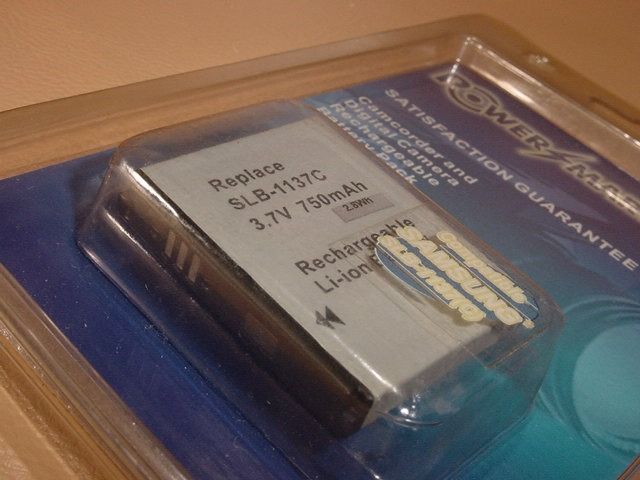 POWER
SATISFACTION GUARANTEE
Camcorder and
Digital Camera
Rechargeable
Battery Pack
Replace
SLB-1137C
3.7V 750mAh
2.8Wh
Rechargeable
Li-ion
Compatible
SAMSUNG